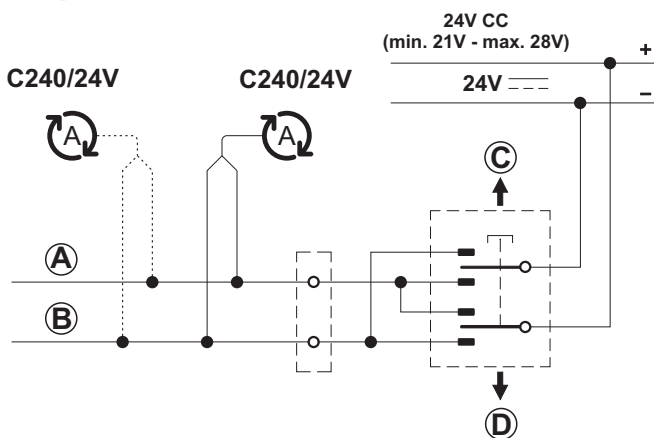 24V CC
(min. 21V - max. 28V)
+
C240/24V
C240/24V
24V
−
A
A
C
A
B
D